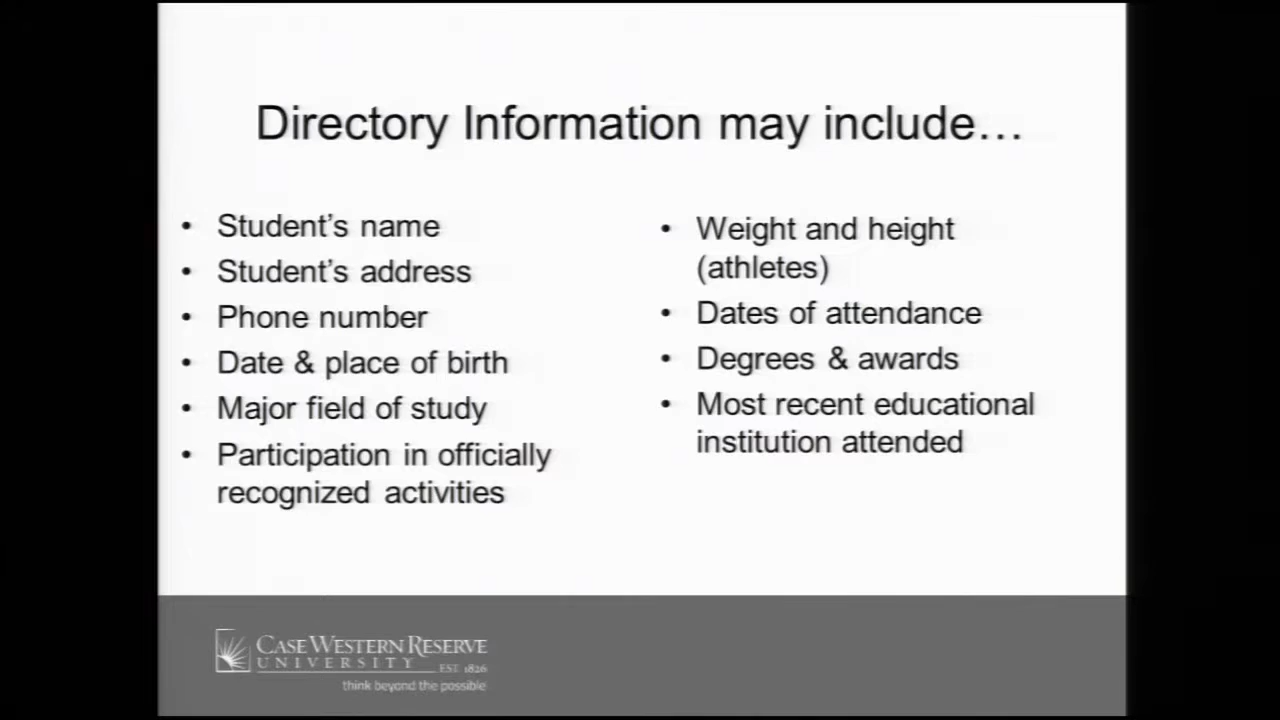 Directory Information may include…
• Student’s name
• Student’s address
• Phone number
• Date & place of birth
• Major field of study
• Participation in officially
recognized activities
• Weight and height
(athletes)
• Dates of attendance
• Degrees & awards
• Most recent educational
institution attended
CASE WESTERN RESERVE
UNIVERSITY EST 1826
think beyond the possible